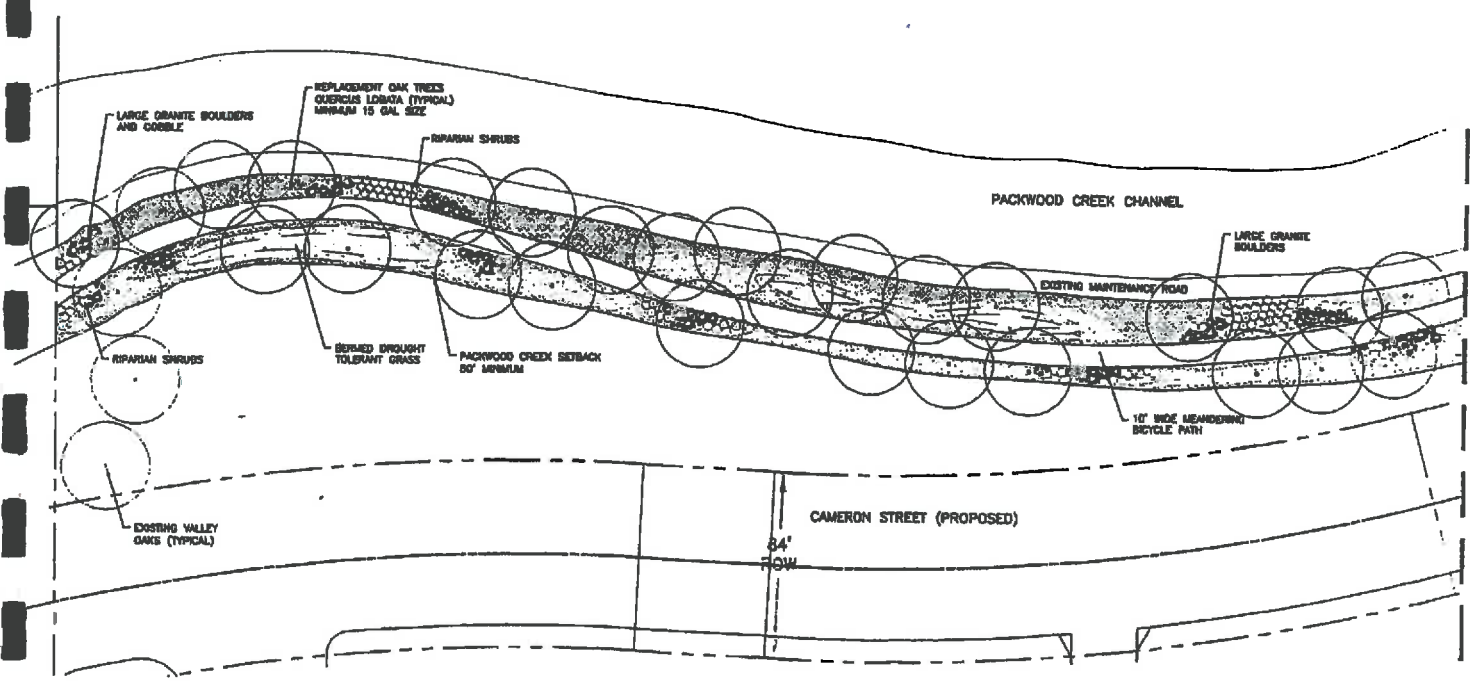 REPLACEMENT OAK TREES
QUERCUS LOBATA (TYPICAL)
MINIMUM 15 GAL SIZE
LARGE GRANITE BOULDERS
AND COBBLE
RIPARIAN SHRUBS
PACKWOOD CREEK CHANNEL
LARGE GRANITE
BOULDERS
EXISTING MAINTENANCE ROAD
RIPARIAN SHRUBS
BERMED DROUGHT
TOLERANT GRASS
PACKWOOD CREEK SETBACK
50' MINIMUM
10' WIDE MEANDERING
BICYCLE PATH
EXISTING VALLEY
OAKS (TYPICAL)
CAMERON STREET (PROPOSED)
84'
ROW